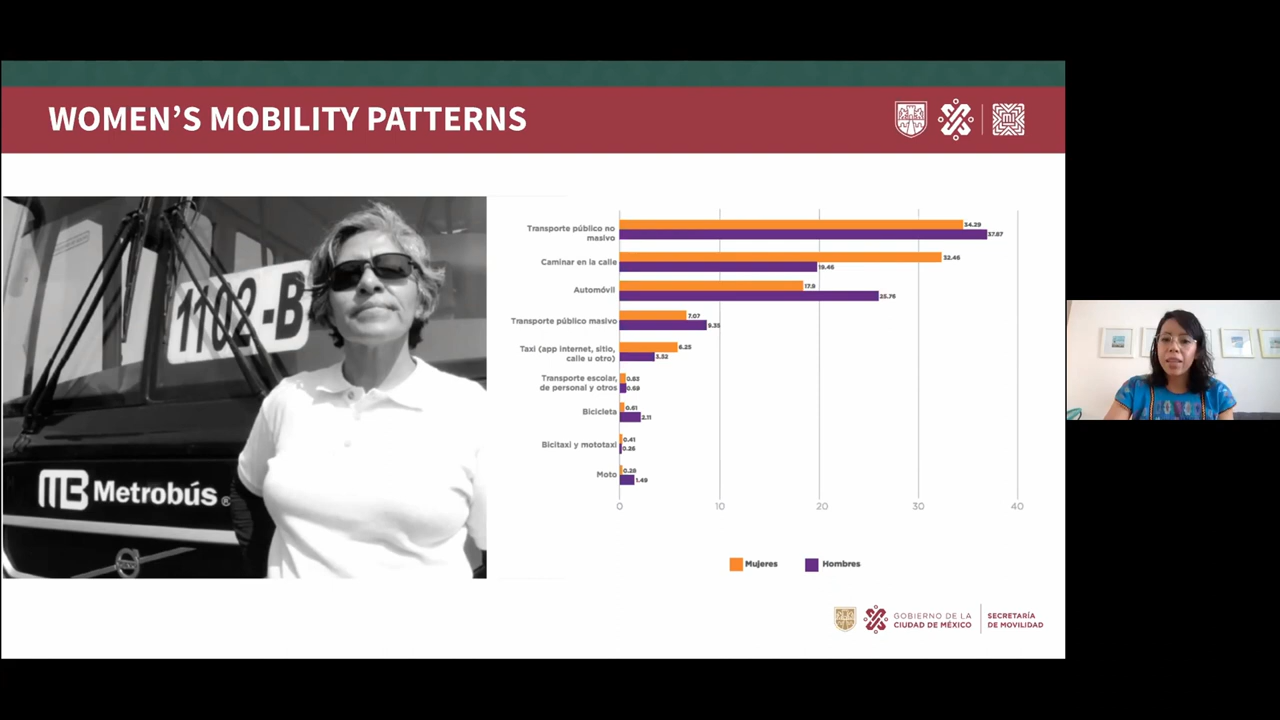 WOMEN'S MOBILITY PATTERNS
1102-B
MB Metrobús®
Transporte público no
masivo
34.29
37.87
Caminar en la calle
32.46
19.46
Automóvil
17.9
25.76
Transporte público masivo
7.07
9.35
Taxi (app internet, sitio,
calle u otro)
6.25
3.52
Transporte escolar,
de personal y otros
0.83
0.69
Bicicleta
0.61
2.11
Bicitaxi y mototaxi
0.41
0.26
Moto
0.28
1.49
0 10 20 30 40
Mujeres Hombres
GOBIERNO DE LA
CIUDAD DE MÉXICO
SECRETARÍA
DE MOVILIDAD